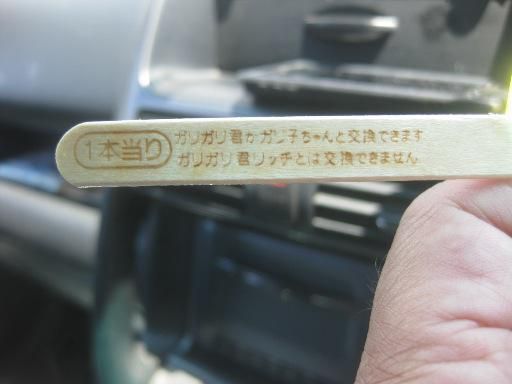 1本当り
ガリガリ君かガリ子ちゃんと交換できます
ガリガリ君リッチとは交換できません